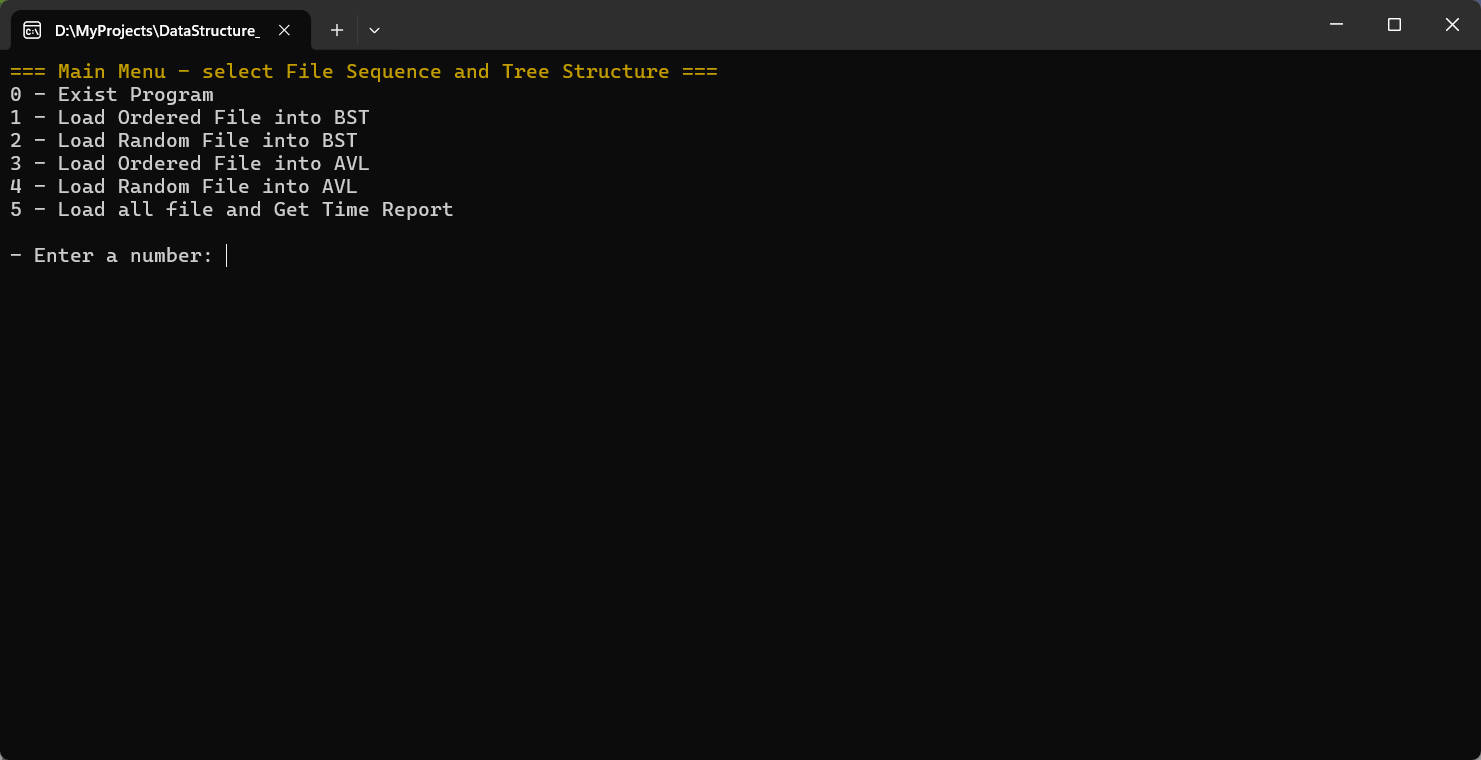 D:\MyProjects\DataStructure_
=== Main Menu - select File Sequence and Tree Structure ===
0 - Exist Program
1 - Load Ordered File into BST
2 - Load Random File into BST
3 - Load Ordered File into AVL
4 - Load Random File into AVL
5 - Load all file and Get Time Report
- Enter a number: